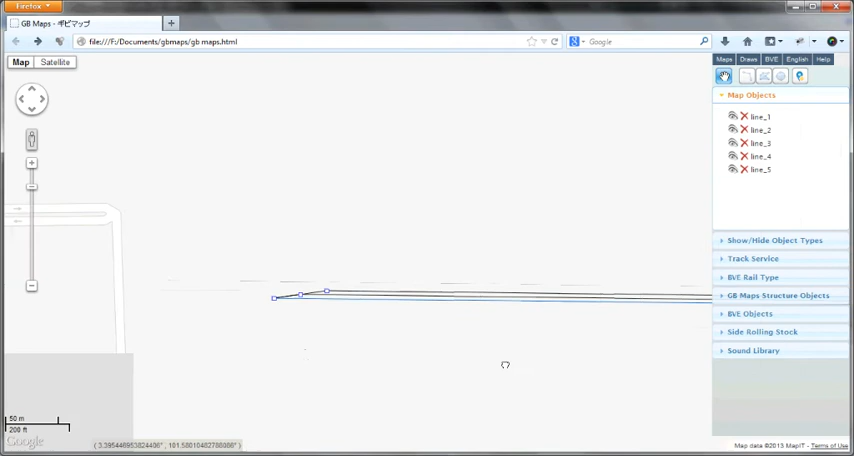 Firefox
GB Maps - ギビマップ
file:///F:/Documents/gbmaps/gb maps.html
Google
Map Satellite
Maps Draws BVE English Help
Map Objects
line_1
line_2
line_3
line_4
line_5
Show/Hide Object Types
Track Service
BVE Rail Type
GB Maps Structure Objects
BVE Objects
Side Rolling Stock
Sound Library
50 m
200 ft
Google
Map data ©2013 MapIT - Terms of Use